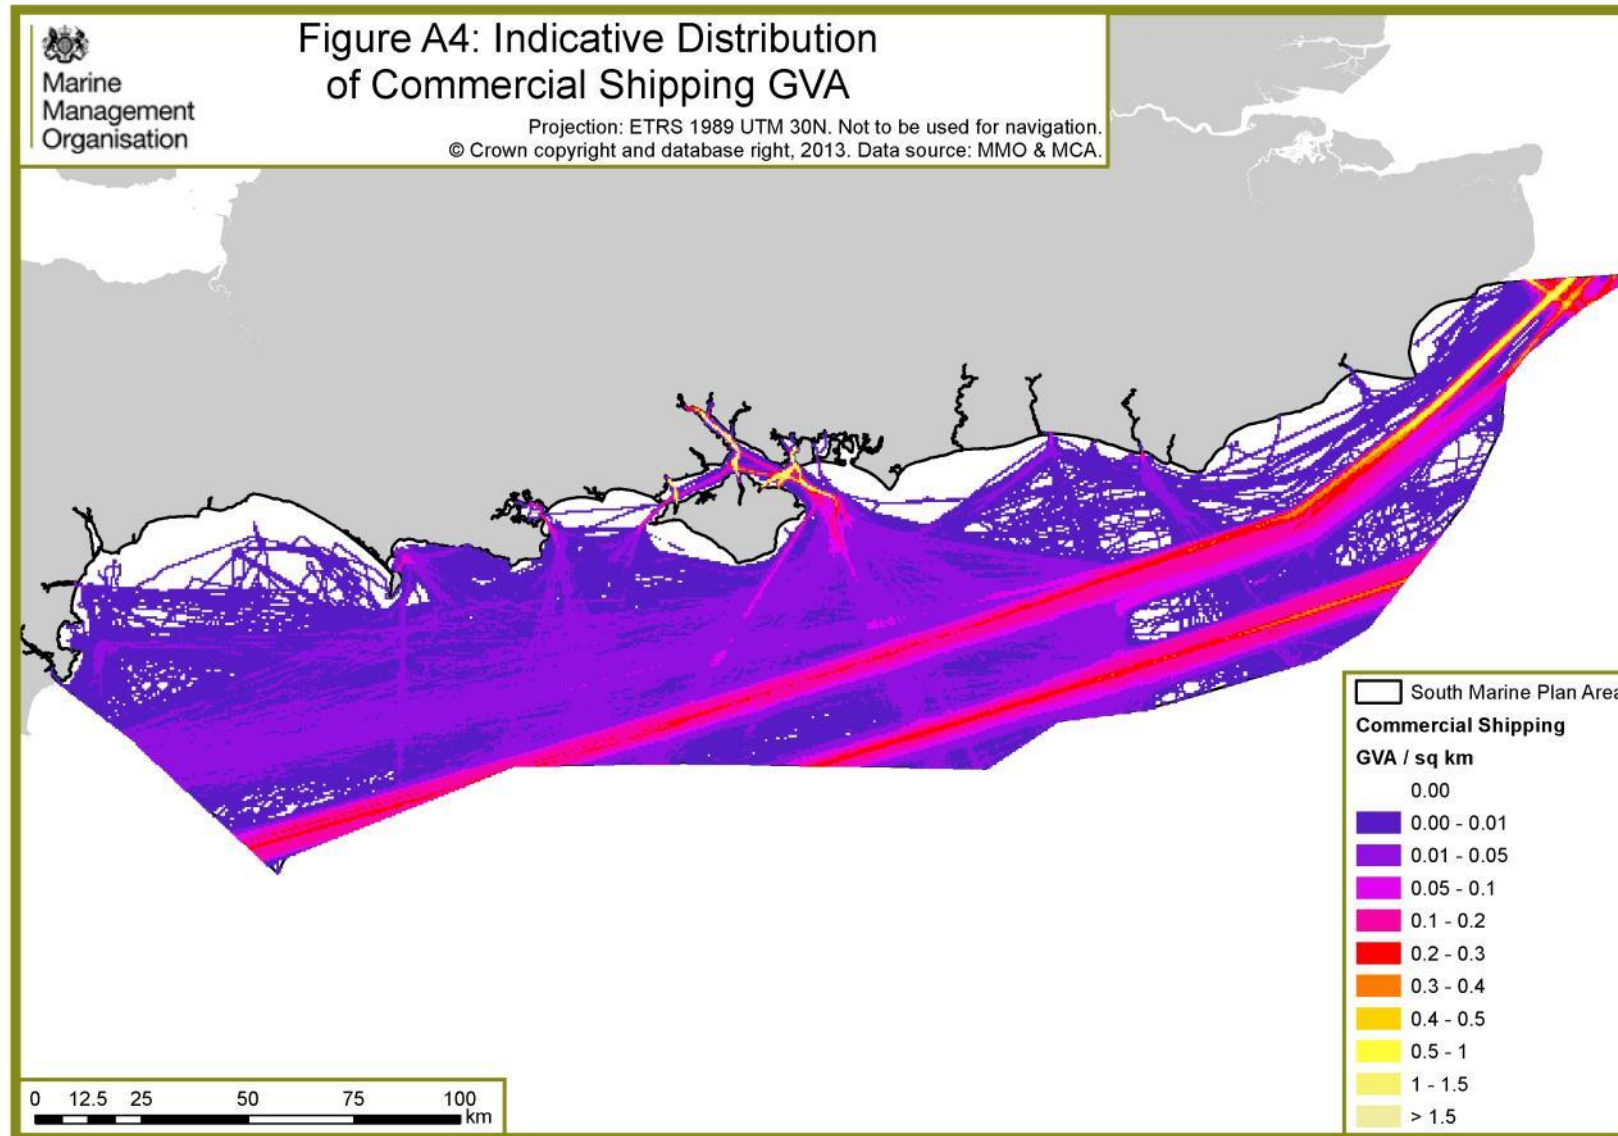 Marine
Management
Organisation
Figure A4: Indicative Distribution
of Commercial Shipping GVA
Projection: ETRS 1989 UTM 30N. Not to be used for navigation.
© Crown copyright and database right, 2013. Data source: MMO & MCA.
South Marine Plan Area
Commercial Shipping
GVA / sq km
0.00
0.00 - 0.01
0.01 - 0.05
0.05 - 0.1
0.1 - 0.2
0.2 - 0.3
0.3 - 0.4
0.4 - 0.5
0.5 - 1
1 - 1.5
> 1.5
0 12.5 25 50 75 100
km